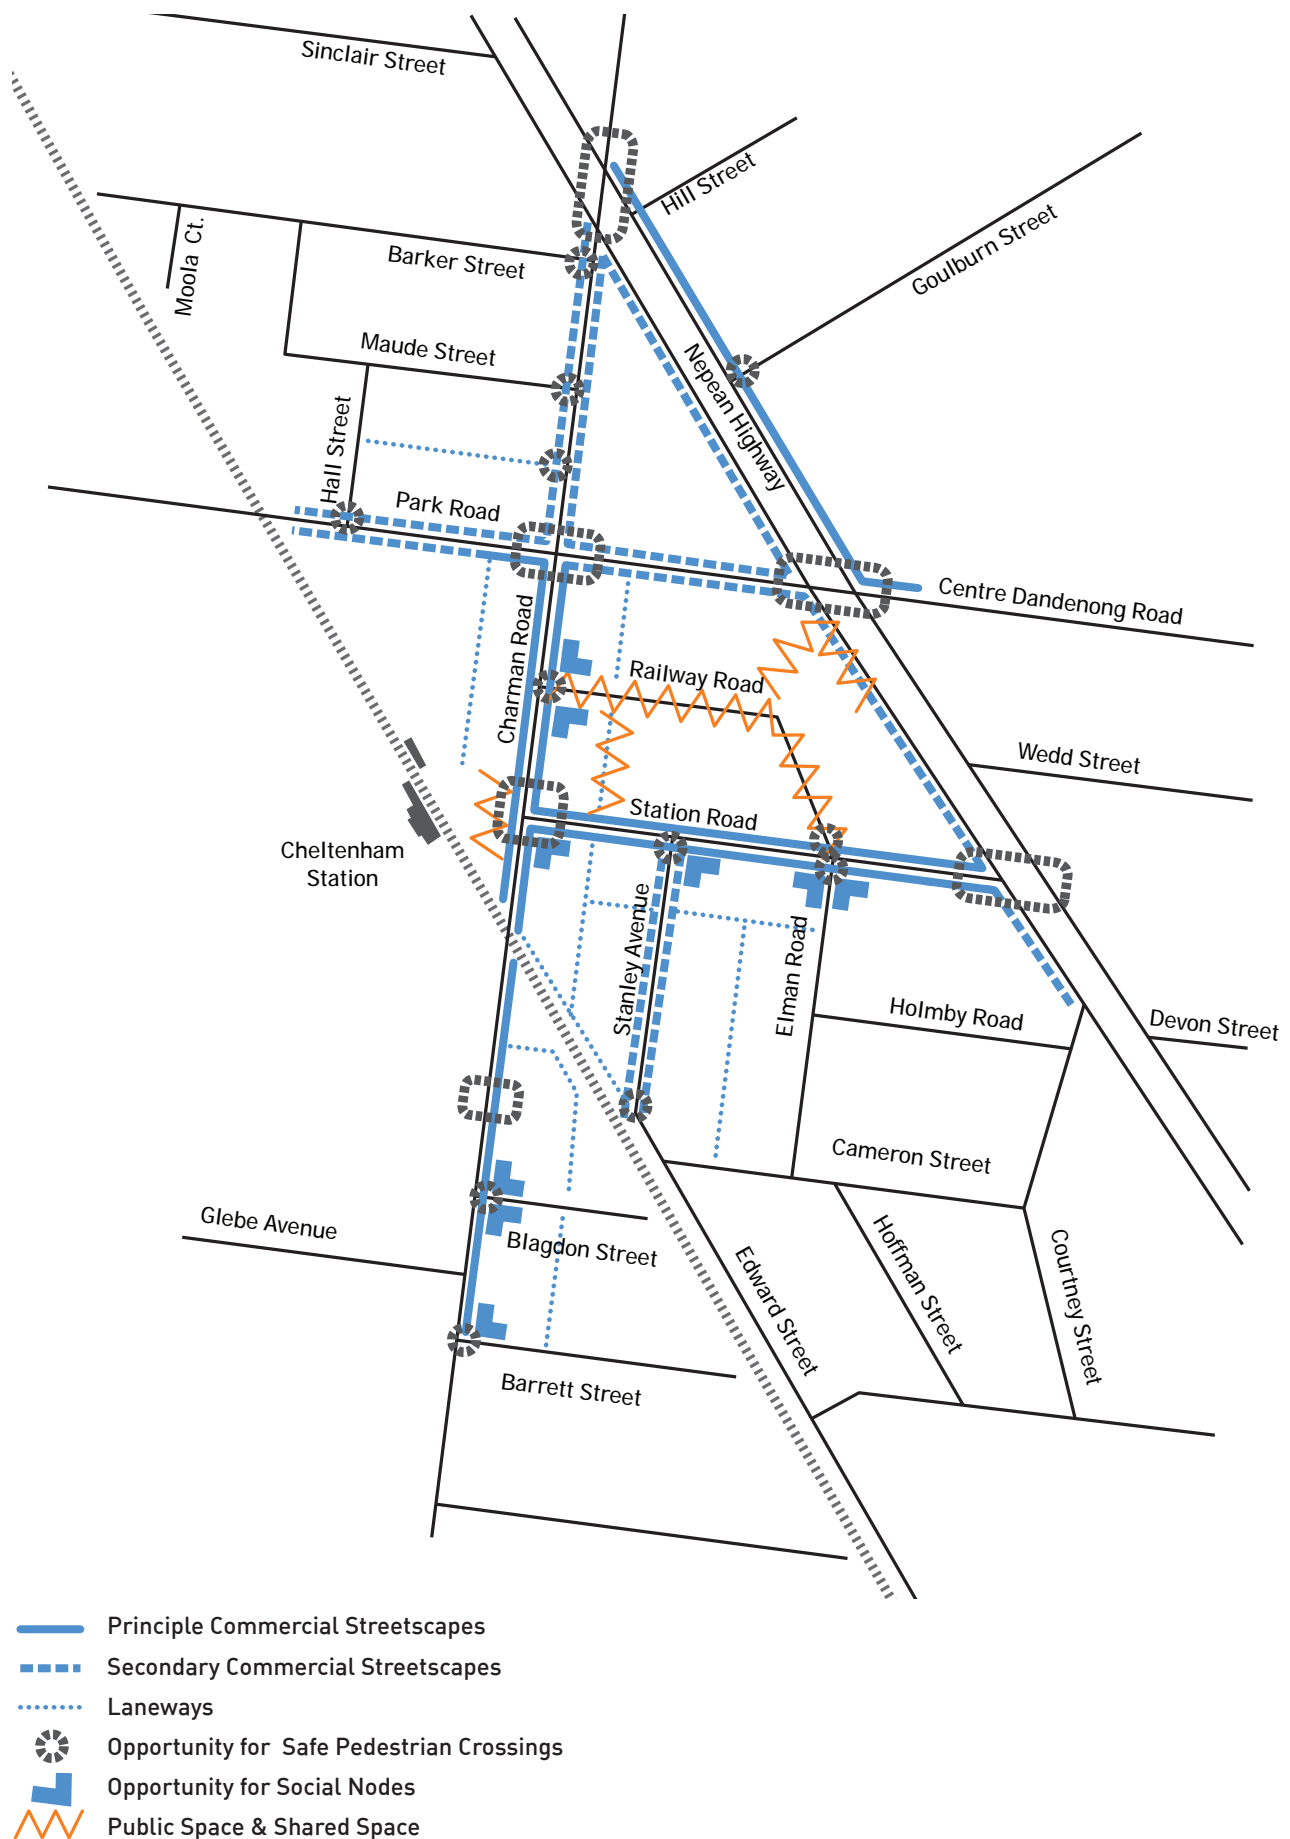 Sinclair Street
Hill Street
Goulburn Street
Moola Ct.
Barker Street
Maude Street
Nepean Highway
Hall Street
Park Road
Centre Dandenong Road
Charman Road
Railway Road
Wedd Street
Station Road
Cheltenham
Station
Stanley Avenue
Elman Road
Holmby Road
Devon Street
Cameron Street
Glebe Avenue
Blagdon Street
Edward Street
Hoffman Street
Courtney Street
Barrett Street
Principle Commercial Streetscapes
Secondary Commercial Streetscapes
Laneways
Opportunity for Safe Pedestrian Crossings
Opportunity for Social Nodes
Public Space & Shared Space